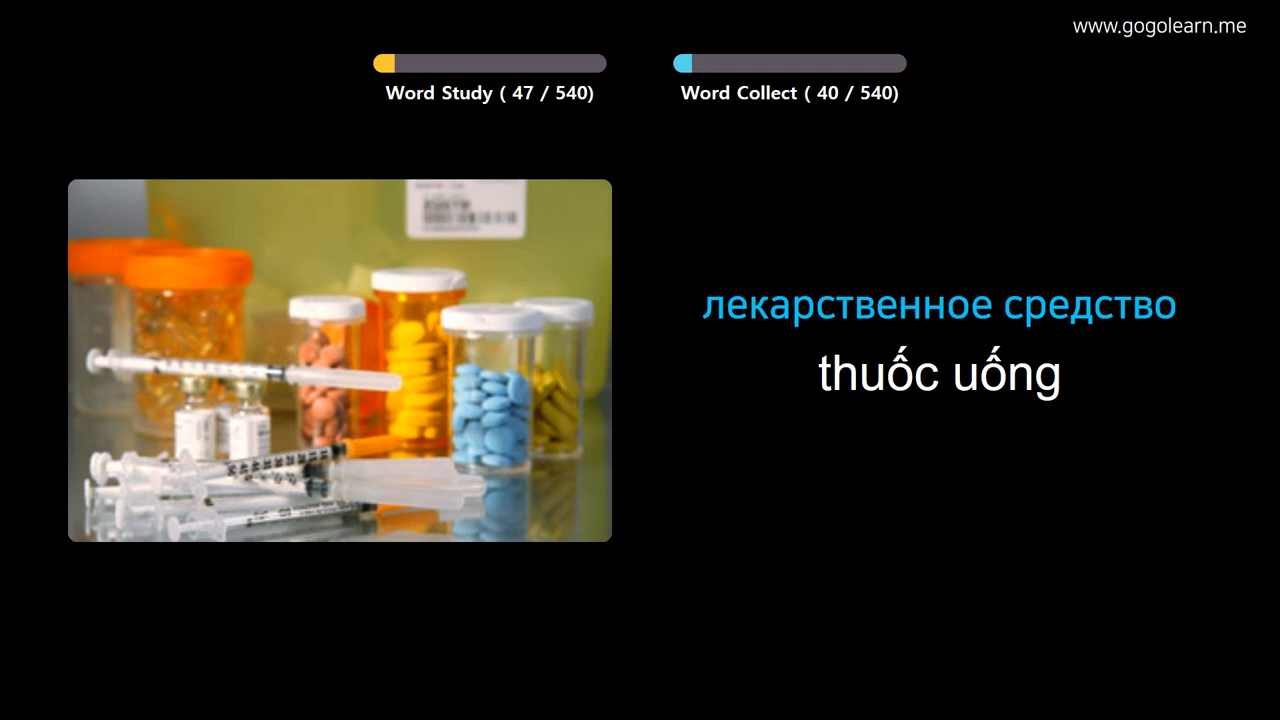 www.gogolearn.me
Word Study ( 47 / 540)
Word Collect ( 40 / 540)
лекарственное средство
thuốc uống